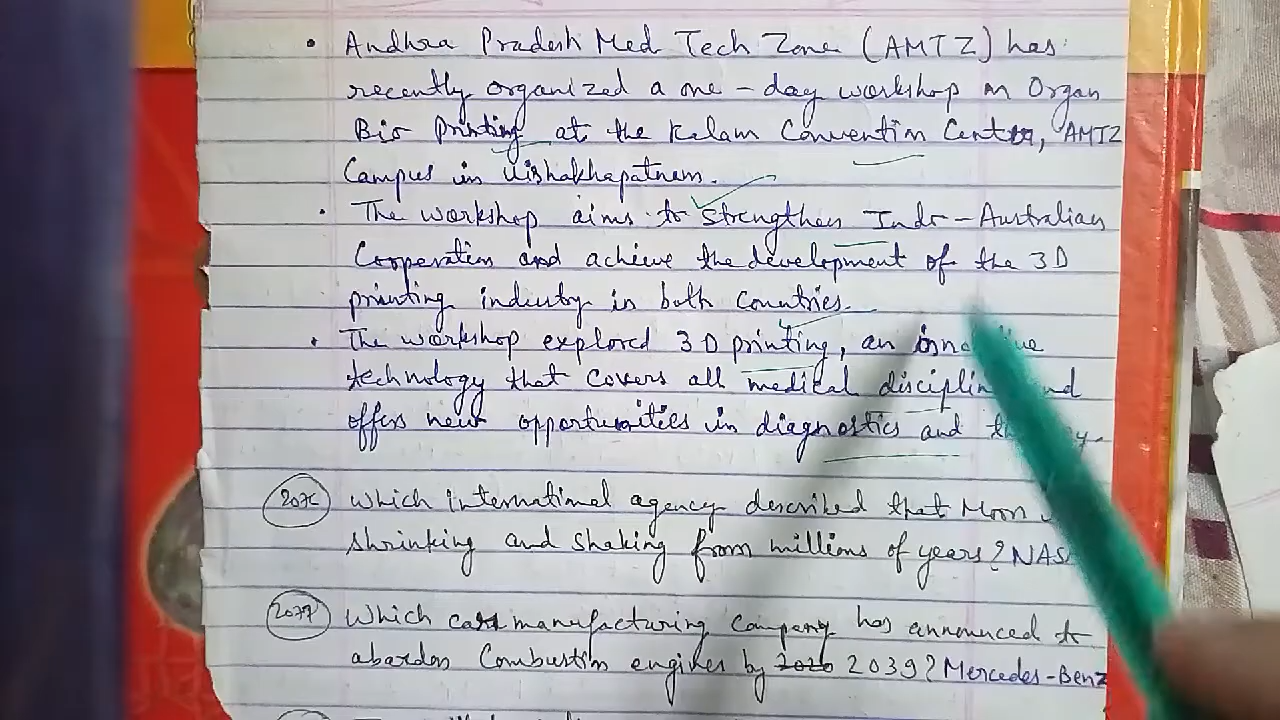 • Andhra Pradesh Med Tech Zone (AMTZ) has
recently organized a one-day workshop on Organ
Bio Printing at the Kalam Convention Center, AMTZ
Campus in Vishakhapatnam.
• The workshop aims to strengthen Indo-Australian
Cooperation and achieve the development of the 3D
printing industry in both countries.
• The workshop explored 3D printing, an
technology that covers all medical
offers new opportunities in diagnostics and
Which international agency described that Moon
shrinking and shaking from millions of years? NASA
Which car manufacturing Company has announced to
abandon Combustion engines by 2039? Mercedes-Benz